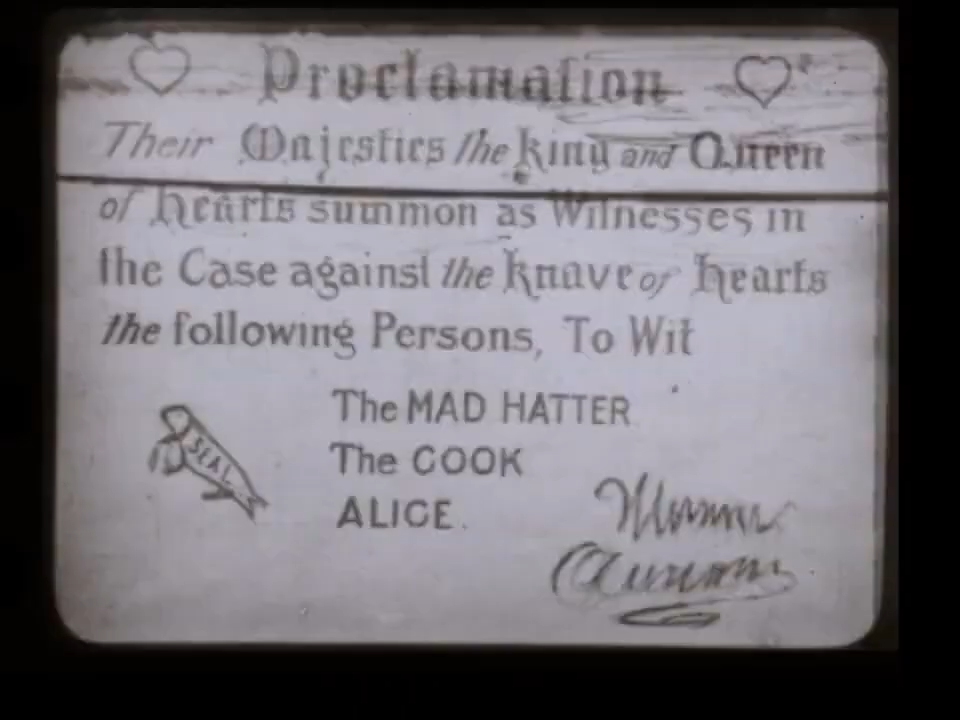 Proclamation
Their Majesties the King and Queen
of Hearts summon as Witnesses in
the Case against the Knave of Hearts
the following Persons, To Wit
The MAD HATTER
The COOK
ALICE.
SEAL